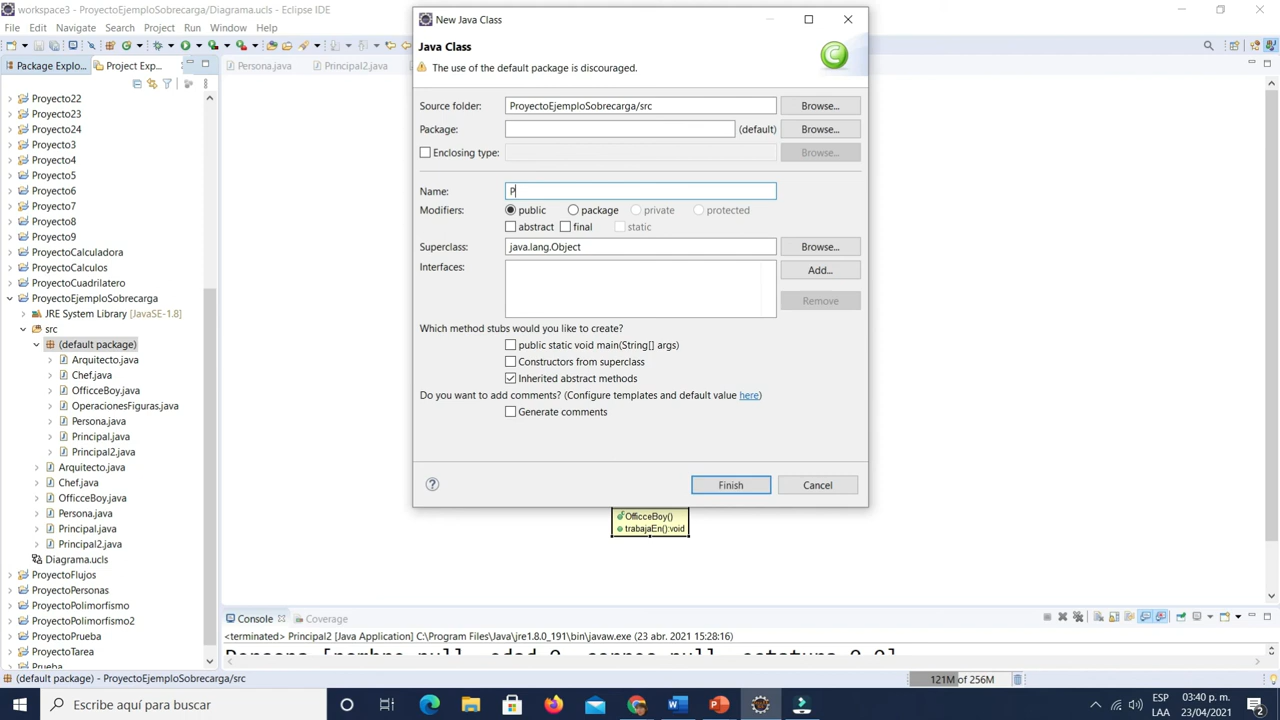 workspace3 - ProyectoEjemploSobrecarga/Diagrama.ucls - Eclipse IDE
File Edit Navigate Search Project Run Window Help
Package Explo... Project Exp...
Persona.java Principal2.java
Proyecto22
Proyecto23
Proyecto24
Proyecto3
Proyecto4
Proyecto5
Proyecto6
Proyecto7
Proyecto8
Proyecto9
ProyectoCalculadora
ProyectoCalculos
ProyectoCuadrilatero
ProyectoEjemploSobrecarga
JRE System Library [JavaSE-1.8]
src
(default package)
Arquitecto.java
Chef.java
OfficceBoy.java
OperacionesFiguras.java
Persona.java
Principal.java
Principal2.java
Arquitecto.java
Chef.java
OfficceBoy.java
Persona.java
Principal.java
Principal2.java
Diagrama.ucls
ProyectoFlujos
ProyectoPersonas
ProyectoPolimorfismo
ProyectoPolimorfismo2
ProyectoPrueba
ProyectoTarea
Prueba
New Java Class
Java Class
The use of the default package is discouraged.
Source folder: ProyectoEjemploSobrecarga/src Browse...
Package: (default) Browse...
Enclosing type: Browse...
Name: P
Modifiers: public package private protected
abstract final static
Superclass: java.lang.Object Browse...
Interfaces: Add...
Remove
Which method stubs would you like to create?
public static void main(String[] args)
Constructors from superclass
Inherited abstract methods
Do you want to add comments? (Configure templates and default value here)
Generate comments
? Finish Cancel
OfficceBoy()
trabajaEn():void
Console Coverage
<terminated> Principal2 [Java Application] C:\Program Files\Java\jre1.8.0_191\bin\javaw.exe (23 abr. 2021 15:28:16)
(default package) - ProyectoEjemploSobrecarga/src
121M of 256M
Escribe aquí para buscar
ESP
LAA
03:40 p. m.
23/04/2021
2